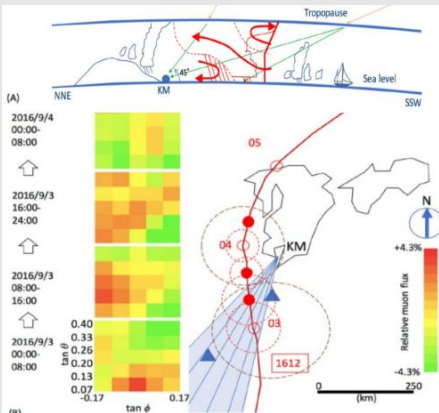 Tropopause
45°
KM
Sea level
NNE
SSW
(A)
2016/9/4
00:00-
08:00
2016/9/3
16:00-
24:00
2016/9/3
08:00-
16:00
2016/9/3
00:00-
08:00
0.40
0.33
0.26
0.20
0.13
0.07
tan θ
-0.17
0.17
tan ϕ
05
04
03
KM
1612
N
+4.3%
Relative muon flux
-4.3%
0
250
(km)